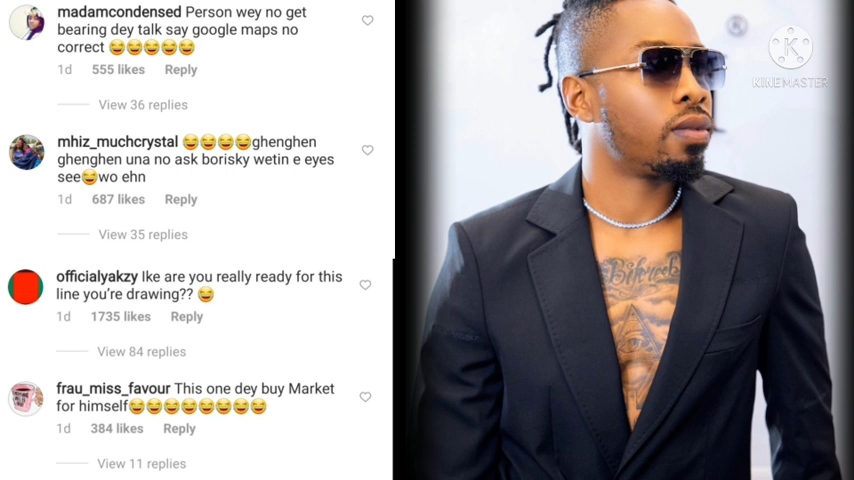 madamcondensed Person wey no get
bearing dey talk say google maps no
correct 😂😂😂😂😂
1d 555 likes Reply
View 36 replies
mhiz_muchcrystal 😂😂😂😂ghenghen
ghenghen una no ask borisky wetin e eyes
see😂wo ehn
1d 687 likes Reply
View 35 replies
officialyakzy Ike are you really ready for this
line you’re drawing?? 😂
1d 1735 likes Reply
View 84 replies
frau_miss_favour This one dey buy Market
for himself😂😂😂😂😂😂😂😂
1d 384 likes Reply
View 11 replies
K
KINEMASTER